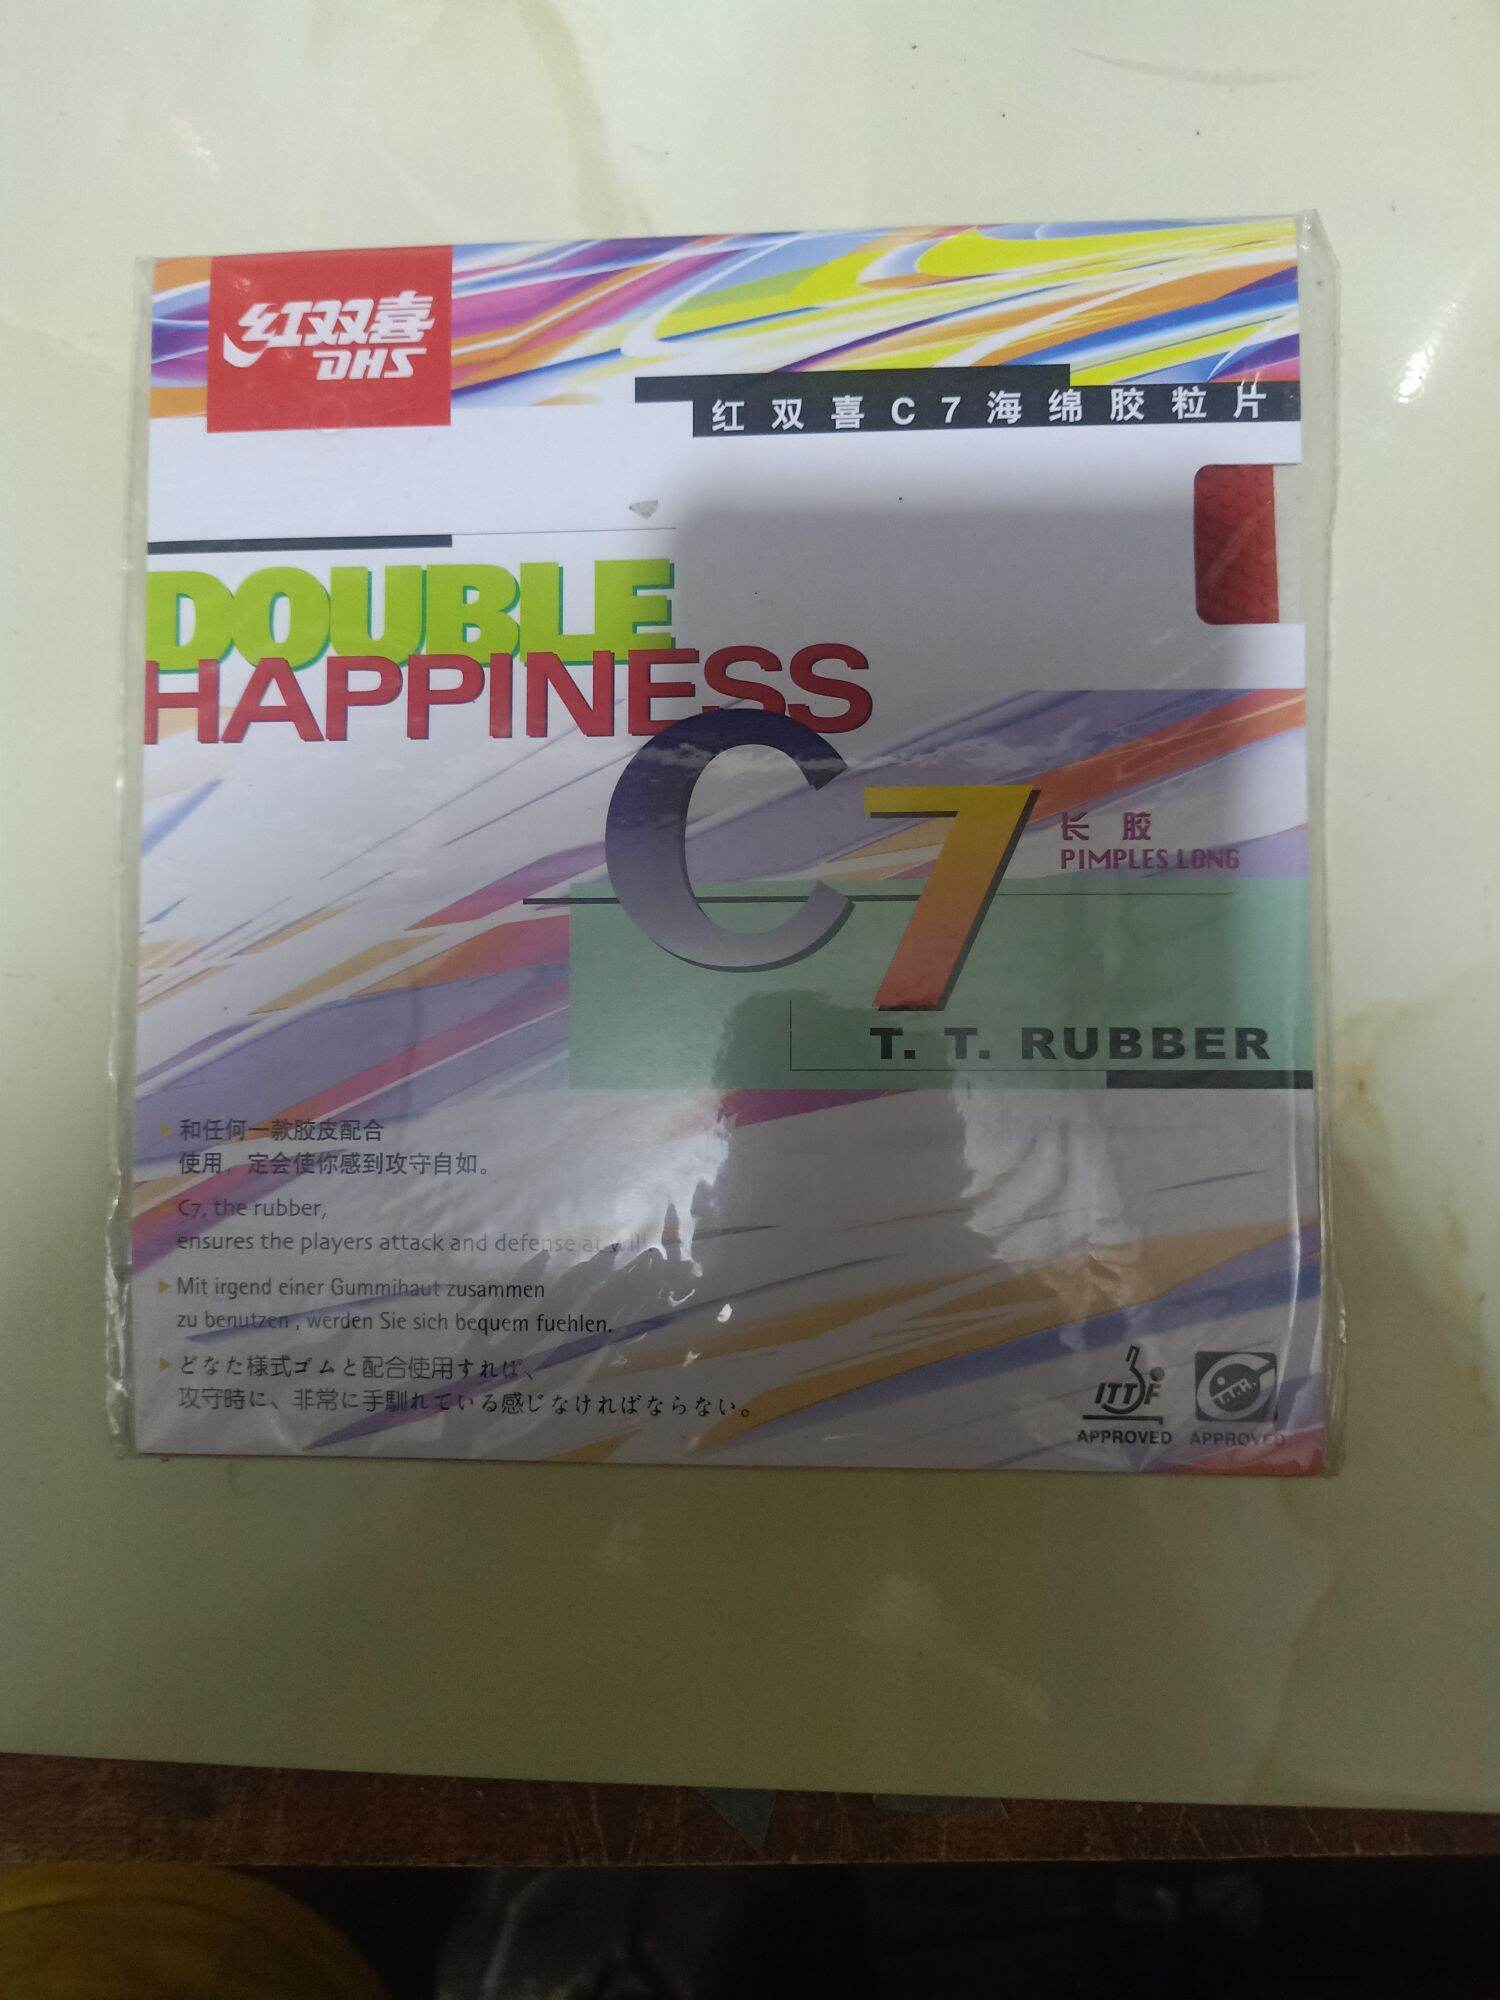 红双喜
DHS
红双喜C7海绵胶粒片
DOUBLE
HAPPINESS
C7
长胶
PIMPLES LONG
T. T. RUBBER
和任何一款胶皮配合
使用，定会使你感到攻守自如。
C7, the rubber,
ensures the players attack and defense at will.
Mit irgend einer Gummihaut zusammen
zu benutzen , werden Sie sich bequem fuehlen.
どなた様式ゴムと配合使用すれば、
攻守時に、非常に手馴れている感じなければならない。
ITTF
APPROVED
T.T.A.
APPROVED